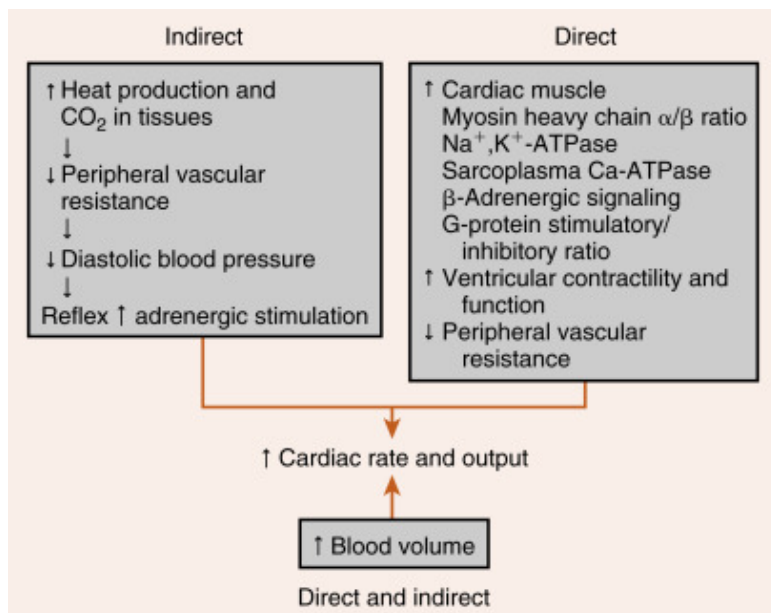 Indirect
↑ Heat production and
CO₂ in tissues
↓
↓ Peripheral vascular
resistance
↓
↓ Diastolic blood pressure
↓
Reflex ↑ adrenergic stimulation
Direct
↑ Cardiac muscle
Myosin heavy chain α/β ratio
Na⁺,K⁺-ATPase
Sarcoplasma Ca-ATPase
β-Adrenergic signaling
G-protein stimulatory/
inhibitory ratio
↑ Ventricular contractility and
function
↓ Peripheral vascular
resistance
↑ Cardiac rate and output
↑ Blood volume
Direct and indirect